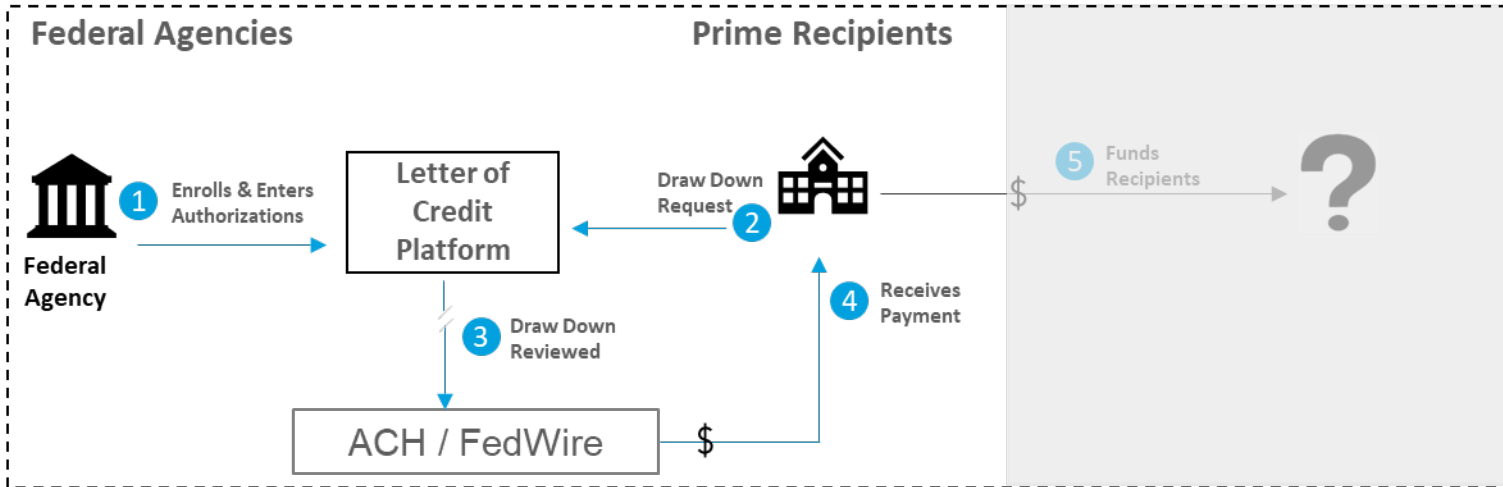 Federal Agencies
Prime Recipients
1
Enrolls & Enters
Authorizations
Federal
Agency
Letter of
Credit
Platform
Draw Down
Request
2
3
Draw Down
Reviewed
ACH / FedWire
$
4
Receives
Payment
$
5
Funds
Recipients
?